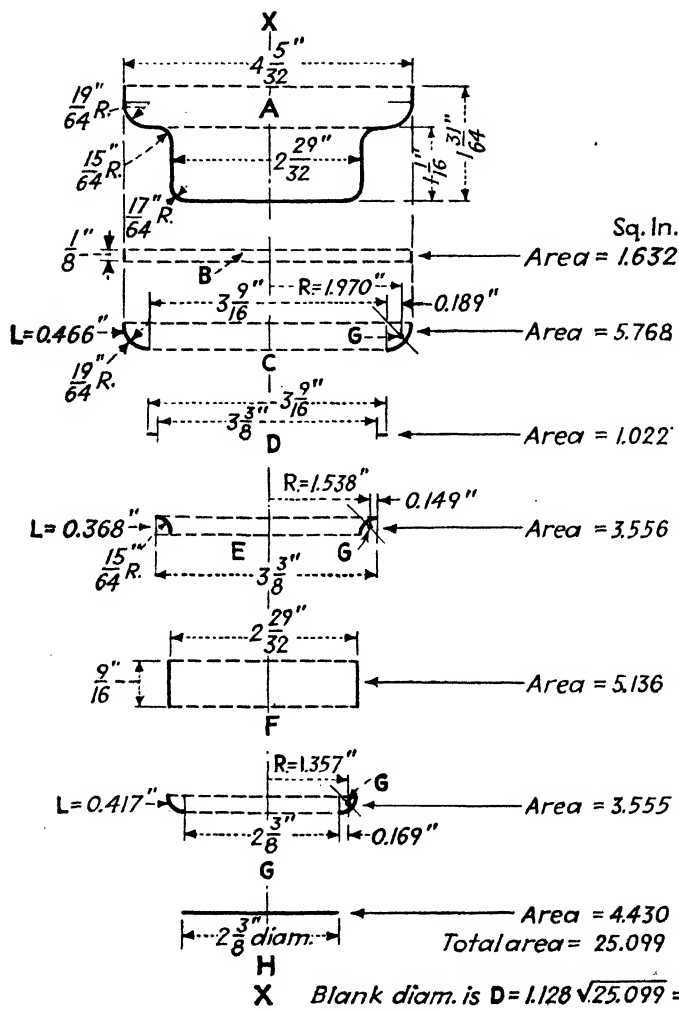 X
4 5/32"
19/64" R.
A
15/64" R.
2 29/32"
1 1/16"
1 31/64"
17/64" R.
Sq. In.
1/8"
B
Area = 1.632
R=1.970"
3 9/16"
0.189"
L=0.466"
G
Area = 5.768
19/64" R.
C
3 9/16"
3 3/8"
D
Area = 1.022
R=1.538"
0.149"
L=0.368"
Area = 3.556
15/64" R.
E
G
3 3/8"
2 29/32"
9/16"
Area = 5.136
F
R=1.357"
G
L=0.417"
Area = 3.555
2 3/8"
0.169"
G
Area = 4.430
2 3/8" diam.
Total area = 25.099
H
X
Blank diam. is D = 1.128 √25.099 =